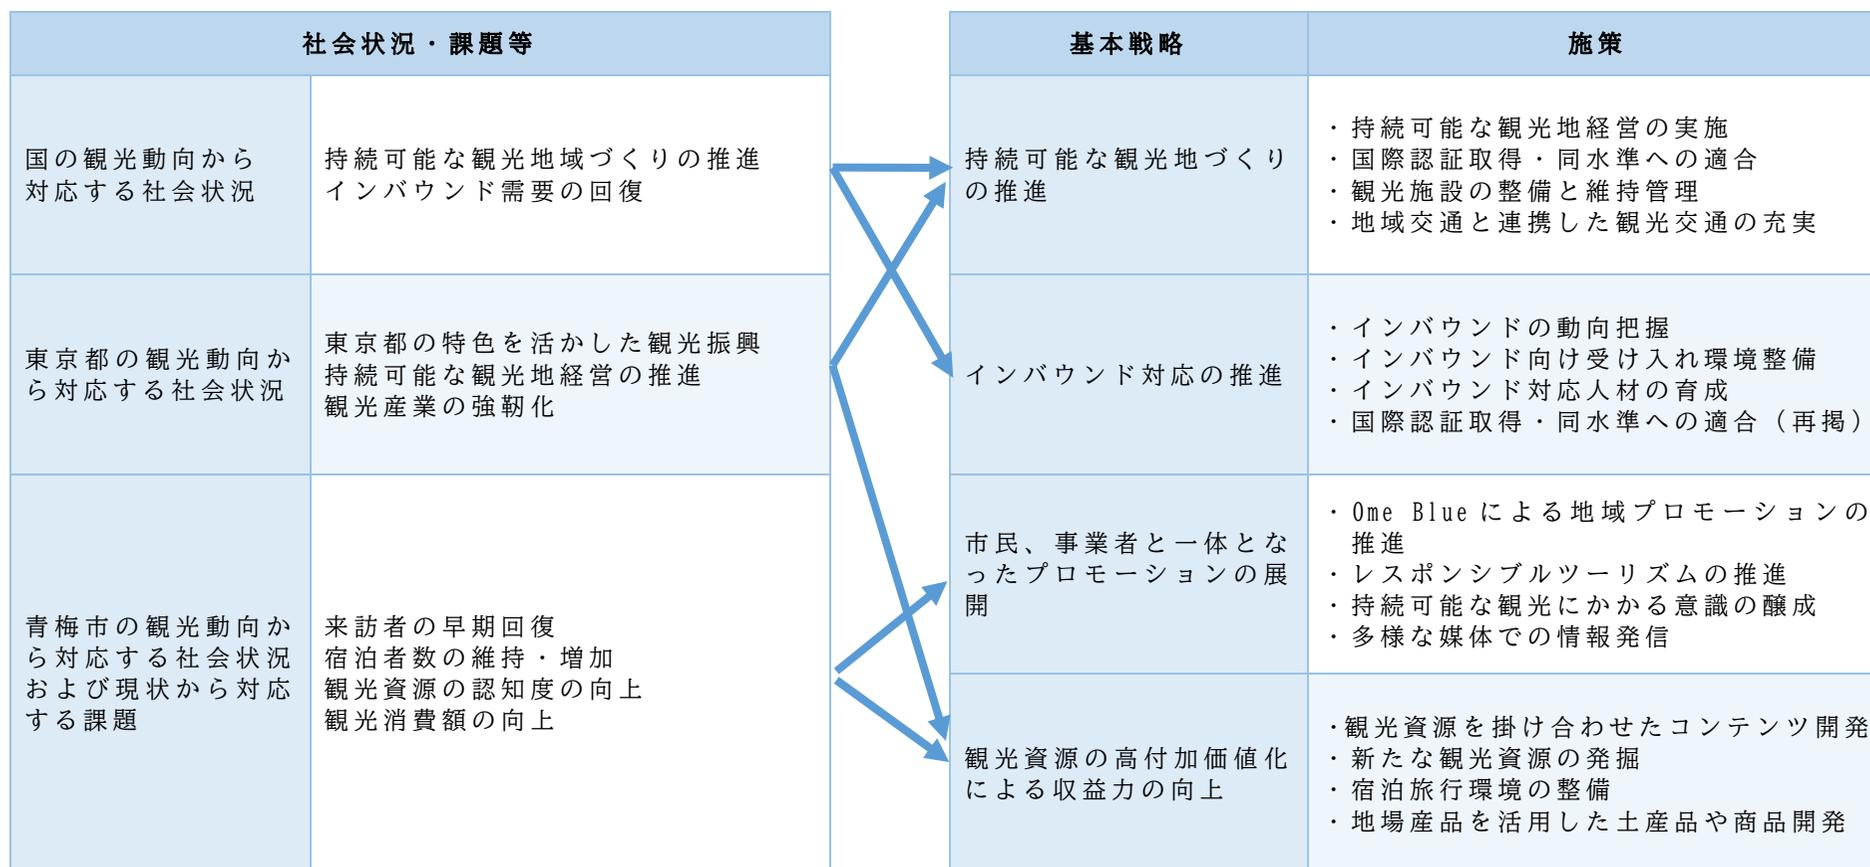 社会状況・課題等
国の観光動向から
対応する社会状況
持続可能な観光地域づくりの推進
インバウンド需要の回復
東京都の観光動向か
ら対応する社会状況
東京都の特色を活かした観光振興
持続可能な観光地経営の推進
観光産業の強靭化
青梅市の観光動向か
ら対応する社会状況
および現状から対応
する課題
来訪者の早期回復
宿泊者数の維持・増加
観光資源の認知度の向上
観光消費額の向上
基本戦略
施策
持続可能な観光地づくり
の推進
・持続可能な観光地経営の実施
・国際認証取得・同水準への適合
・観光施設の整備と維持管理
・地域交通と連携した観光交通の充実
インバウンド対応の推進
・インバウンドの動向把握
・インバウンド向け受け入れ環境整備
・インバウンド対応人材の育成
・国際認証取得・同水準への適合（再掲）
市民、事業者と一体とな
ったプロモーションの展
開
・Ome Blueによる地域プロモーションの
推進
・レスポンシブルツーリズムの推進
・持続可能な観光にかかる意識の醸成
・多様な媒体での情報発信
観光資源の高付加価値化
による収益力の向上
・観光資源を掛け合わせたコンテンツ開発
・新たな観光資源の発掘
・宿泊旅行環境の整備
・地場産品を活用した土産品や商品開発